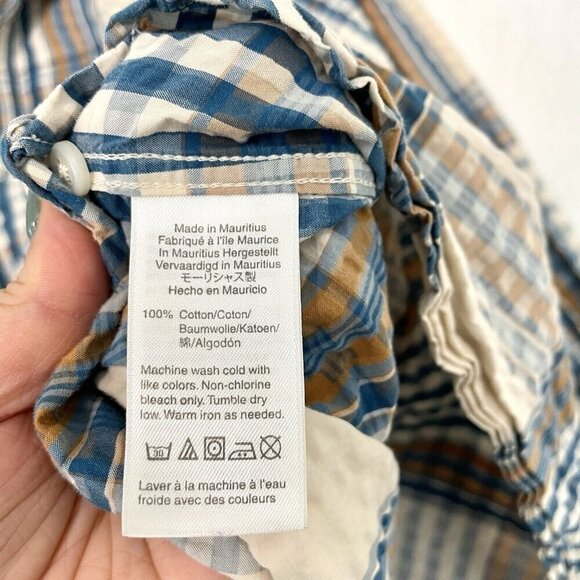 Made in Mauritius
Fabriqué à l'île Maurice
In Mauritius Hergestellt
Vervaardigd in Mauritius
モーリシャス製
Hecho en Mauricio
100% Cotton/Coton/
Baumwolle/Katoen/
綿/Algodón
Machine wash cold with
like colors. Non-chlorine
bleach only. Tumble dry
low. Warm iron as needed.
30
Laver à la machine à l'eau
froide avec des couleurs